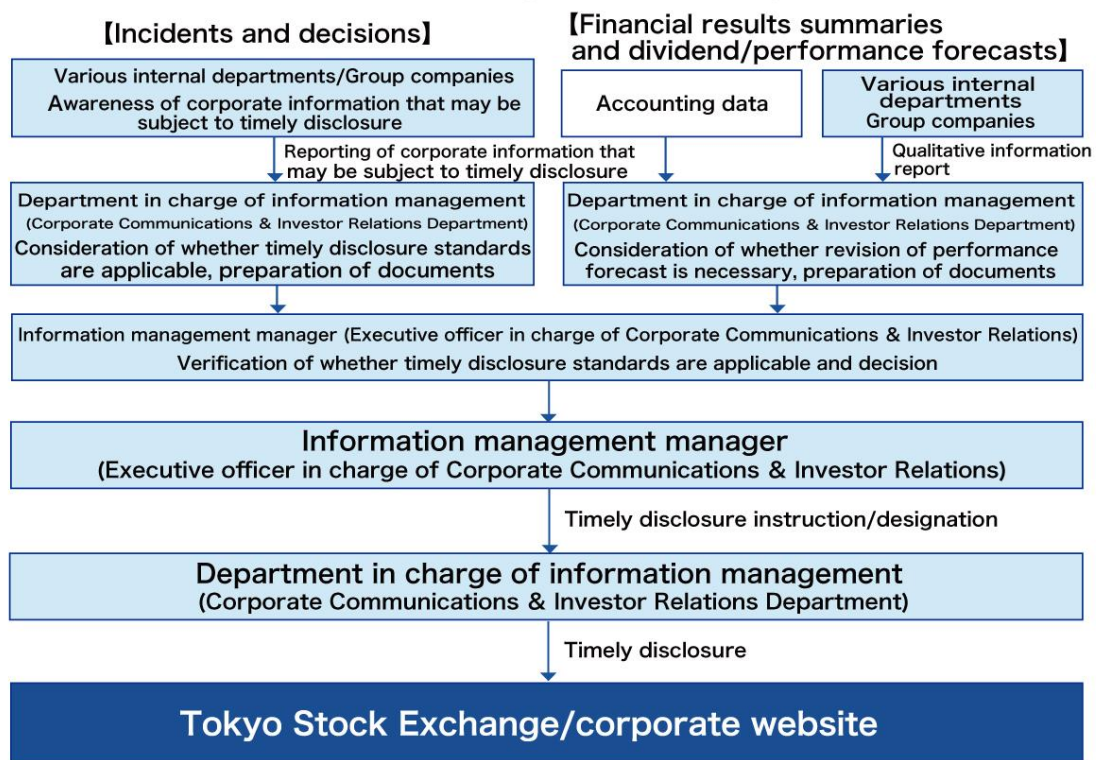 【Incidents and decisions】
【Financial results summaries
and dividend/performance forecasts】
Various internal departments/Group companies
Awareness of corporate information that may be
subject to timely disclosure
Accounting data
Various internal
departments
Group companies
Reporting of corporate information that
may be subject to timely disclosure
Qualitative information
report
Department in charge of information management
(Corporate Communications & Investor Relations Department)
Consideration of whether timely disclosure standards
are applicable, preparation of documents
Department in charge of information management
(Corporate Communications & Investor Relations Department)
Consideration of whether revision of performance
forecast is necessary, preparation of documents
Information management manager (Executive officer in charge of Corporate Communications & Investor Relations)
Verification of whether timely disclosure standards are applicable and decision
Information management manager
(Executive officer in charge of Corporate Communications & Investor Relations)
Timely disclosure instruction/designation
Department in charge of information management
(Corporate Communications & Investor Relations Department)
Timely disclosure
Tokyo Stock Exchange/corporate website